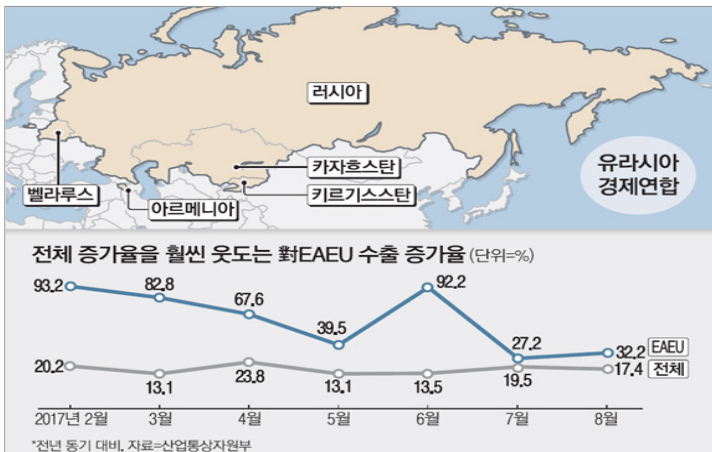 러시아
카자흐스탄
유라시아
경제연합
벨라루스
아르메니아
키르기스스탄
전체 증가율을 훨씬 웃도는 對EAEU 수출 증가율 (단위=%)
93.2
82.8
67.6
39.5
92.2
27.2
32.2 EAEU
20.2
13.1
23.8
13.1
13.5
19.5
17.4 전체
2017년 2월 3월 4월 5월 6월 7월 8월
*전년 동기 대비, 자료=산업통상자원부